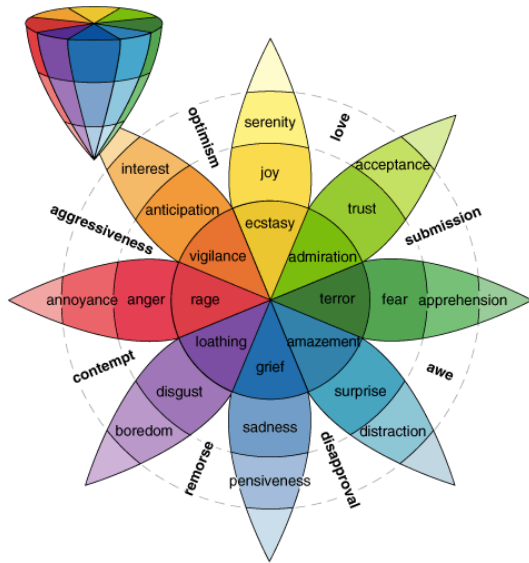 optimism
love
serenity
interest
acceptance
joy
anticipation
trust
aggressiveness
ecstasy
submission
vigilance
admiration
annoyance
anger
rage
terror
fear
apprehension
loathing
amazement
contempt
grief
awe
disgust
surprise
boredom
sadness
distraction
remorse
disapproval
pensiveness